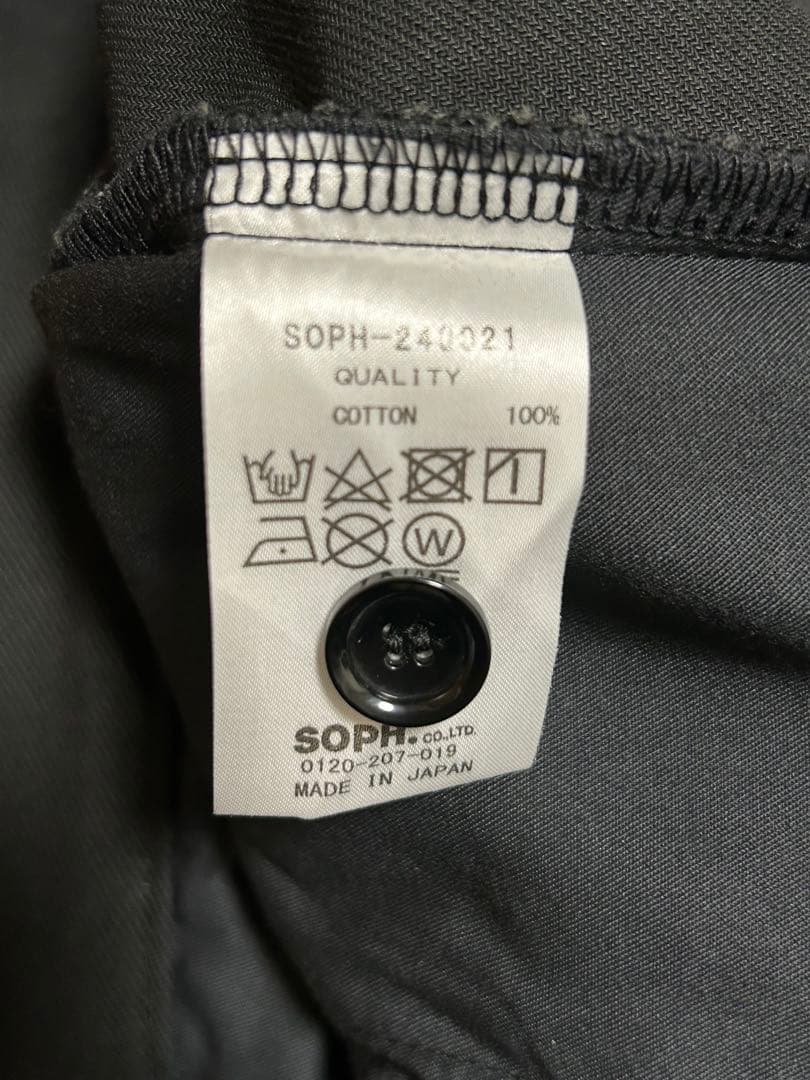 SOPH-240021
QUALITY
COTTON 100%
W
SOPH. CO.,LTD.
0120-207-019
MADE IN JAPAN